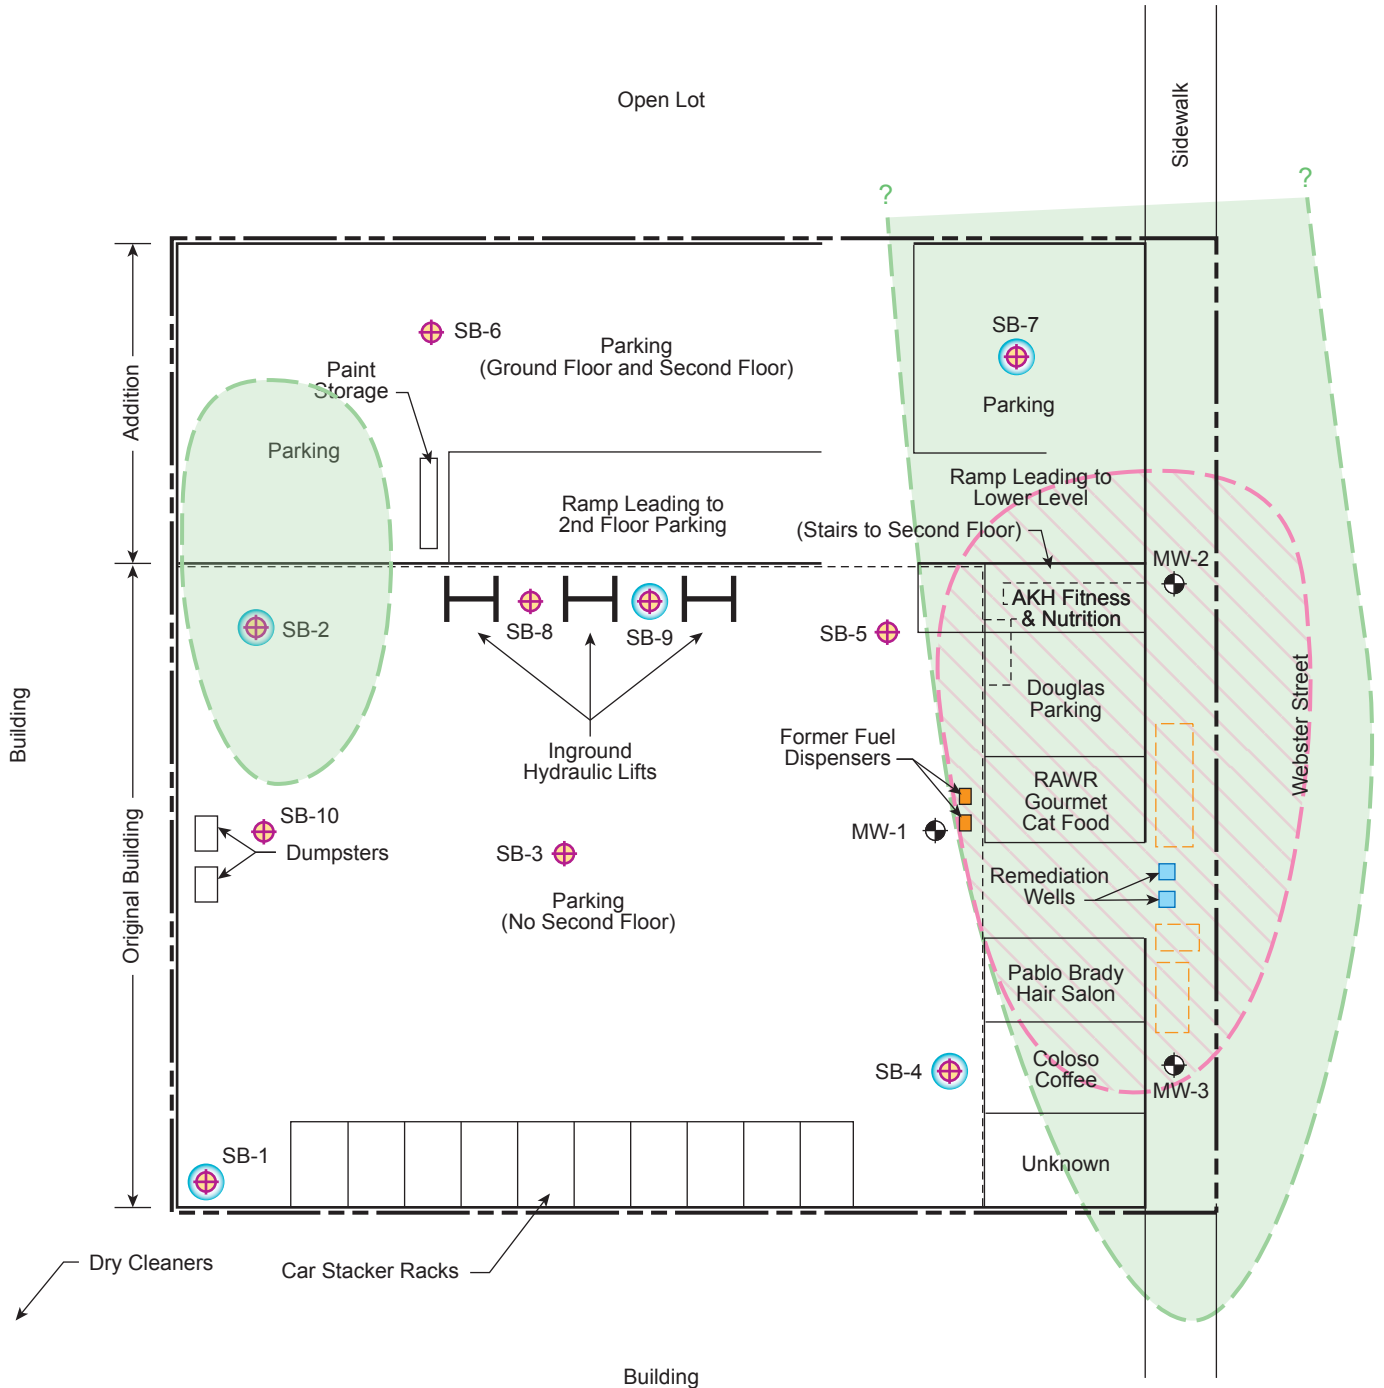 Open Lot
Sidewalk
?
?
SB-6
SB-7
Parking
(Ground Floor and Second Floor)
Paint
Storage
Addition
Parking
Parking
Ramp Leading to
Lower Level
Ramp Leading to
2nd Floor Parking
(Stairs to Second Floor)
MW-2
AKH Fitness
& Nutrition
SB-2
SB-8
SB-9
SB-5
Building
Webster Street
Douglas
Parking
Inground
Hydraulic Lifts
Former Fuel
Dispensers
RAWR
Gourmet
Cat Food
SB-10
MW-1
Dumpsters
SB-3
Original Building
Remediation
Wells
Parking
(No Second Floor)
Pablo Brady
Hair Salon
SB-4
Coloso
Coffee
MW-3
SB-1
Unknown
Dry Cleaners
Car Stacker Racks
Building